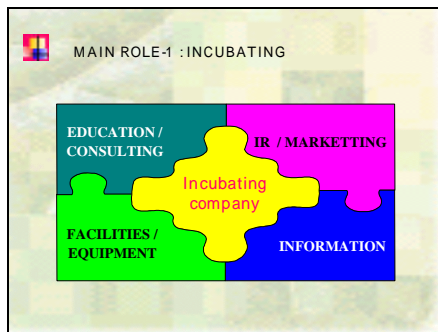 MAIN ROLE-1 : INCUBATING
EDUCATION /
CONSULTING
IR / MARKETTING
Incubating
company
FACILITIES /
EQUIPMENT
INFORMATION